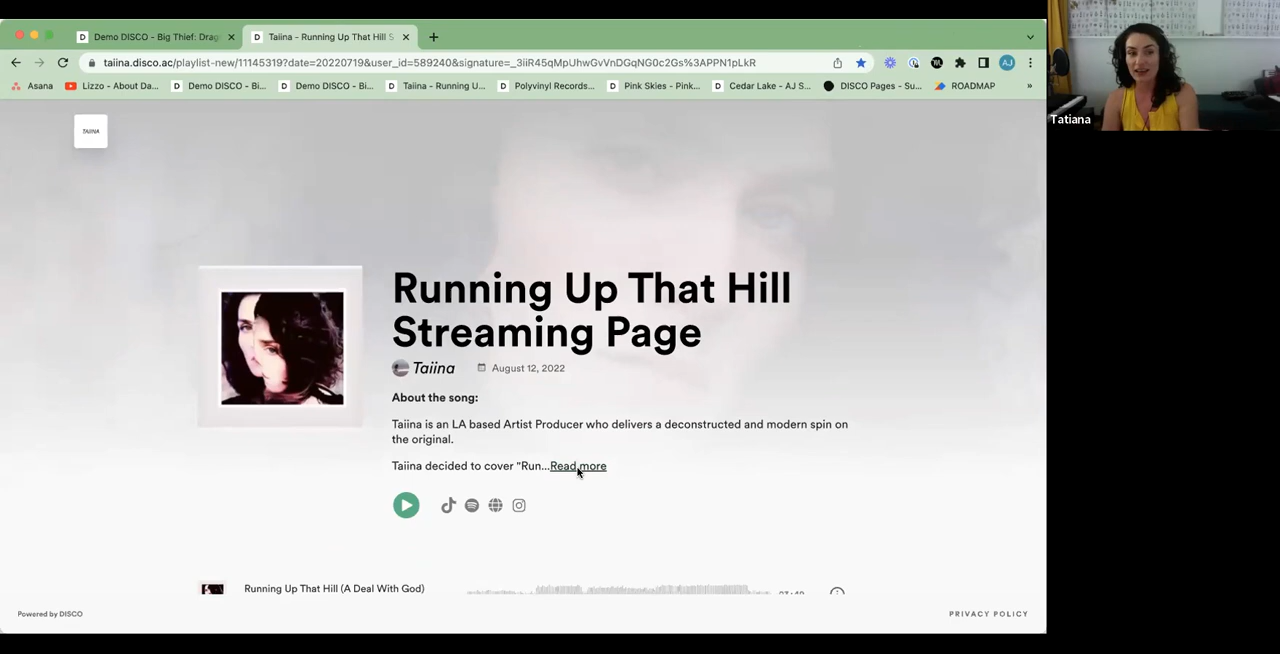 Demo DISCO - Big Thief: Drag
Taiina - Running Up That Hill S
taiina.disco.ac/playlist-new/11145319?date=20220719&user_id=589240&signature=_3iiR45qMpUhwGvVnDGqNG0c2Gs%3APPN1pLkR
AJ
Asana
Lizzo - About Da...
Demo DISCO - Bi...
Demo DISCO - Bi...
Taiina - Running U...
Polyvinyl Records...
Pink Skies - Pink...
Cedar Lake - AJ S...
DISCO Pages - Su...
ROADMAP
»
Tatiana
TAIINA
Running Up That Hill
Streaming Page
Taiina
August 12, 2022
About the song:
Taiina is an LA based Artist Producer who delivers a deconstructed and modern spin on
the original.
Taiina decided to cover "Run...Read more
Running Up That Hill (A Deal With God)
Powered by DISCO
PRIVACY POLICY